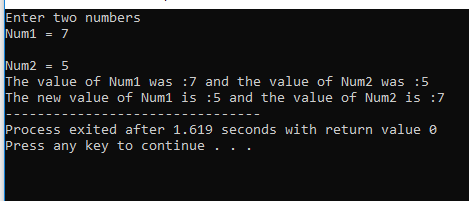 Enter two numbers
Num1 = 7
Num2 = 5
The value of Num1 was :7 and the value of Num2 was :5
The new value of Num1 is :5 and the value of Num2 is :7
--------------------------------
Process exited after 1.619 seconds with return value 0
Press any key to continue . . .